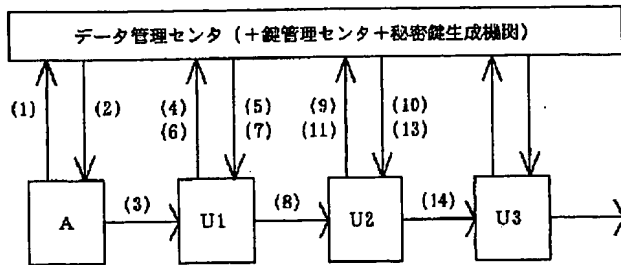 データ管理センタ(+鍵管理センタ+秘密鍵生成機関)
(1) (2) (4) (5) (9) (10)
(6) (7) (11) (13)
(3) (8) (14)
A U1 U2 U3